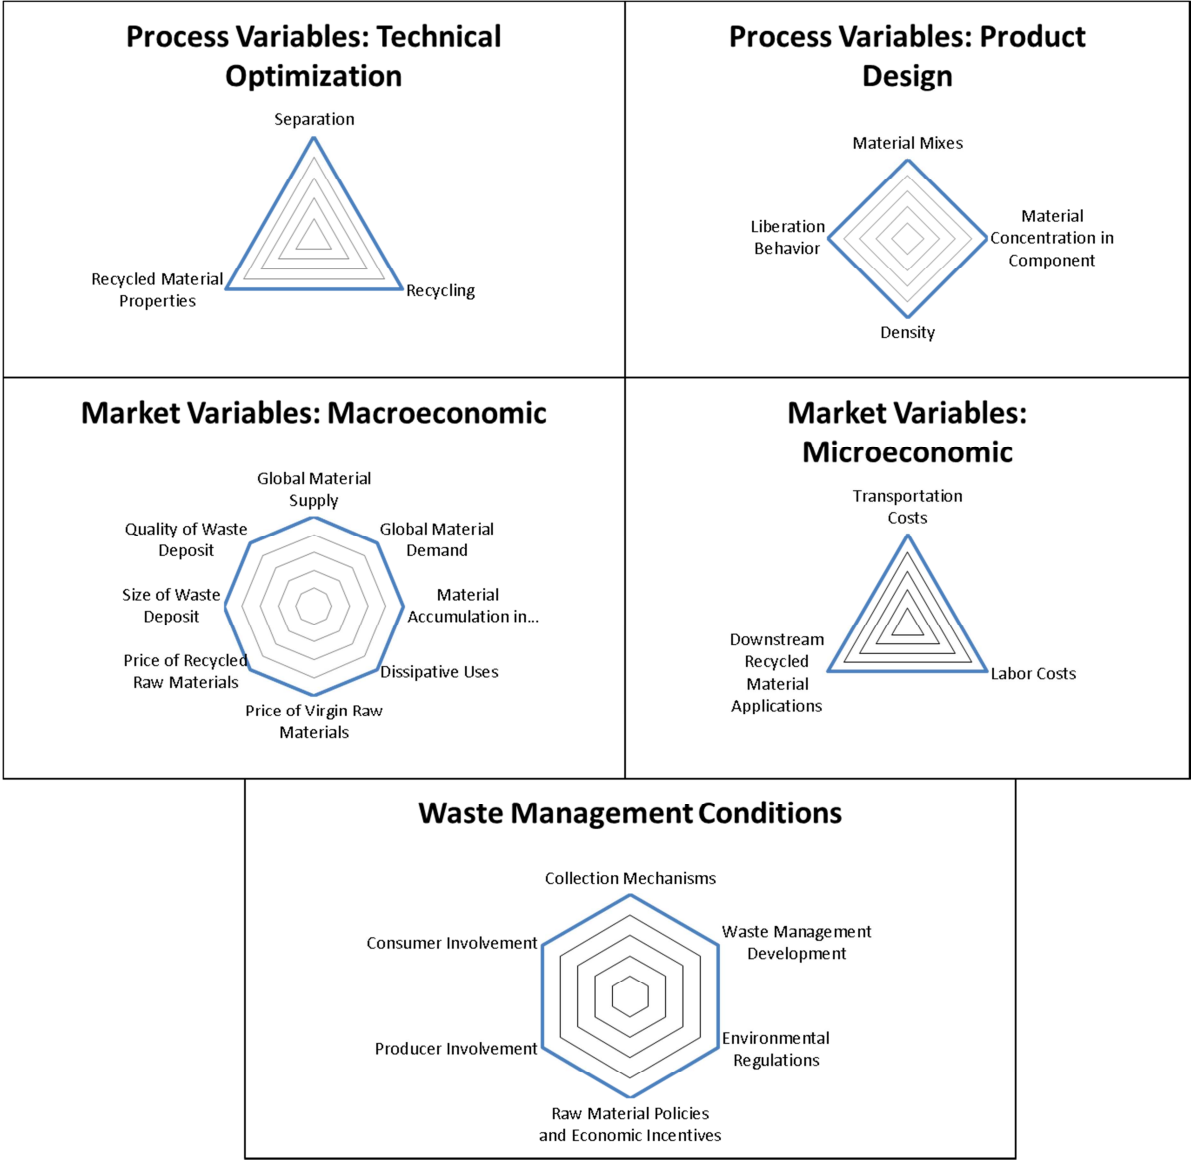 Process Variables: Technical
Optimization
Separation
Recycled Material
Properties
Recycling
Process Variables: Product
Design
Material Mixes
Liberation
Behavior
Material
Concentration in
Component
Density
Market Variables: Macroeconomic
Global Material
Supply
Quality of Waste
Deposit
Global Material
Demand
Size of Waste
Deposit
Material
Accumulation in...
Price of Recycled
Raw Materials
Dissipative Uses
Price of Virgin Raw
Materials
Market Variables:
Microeconomic
Transportation
Costs
Downstream
Recycled
Material
Applications
Labor Costs
Waste Management Conditions
Collection Mechanisms
Consumer Involvement
Waste Management
Development
Producer Involvement
Environmental
Regulations
Raw Material Policies
and Economic Incentives